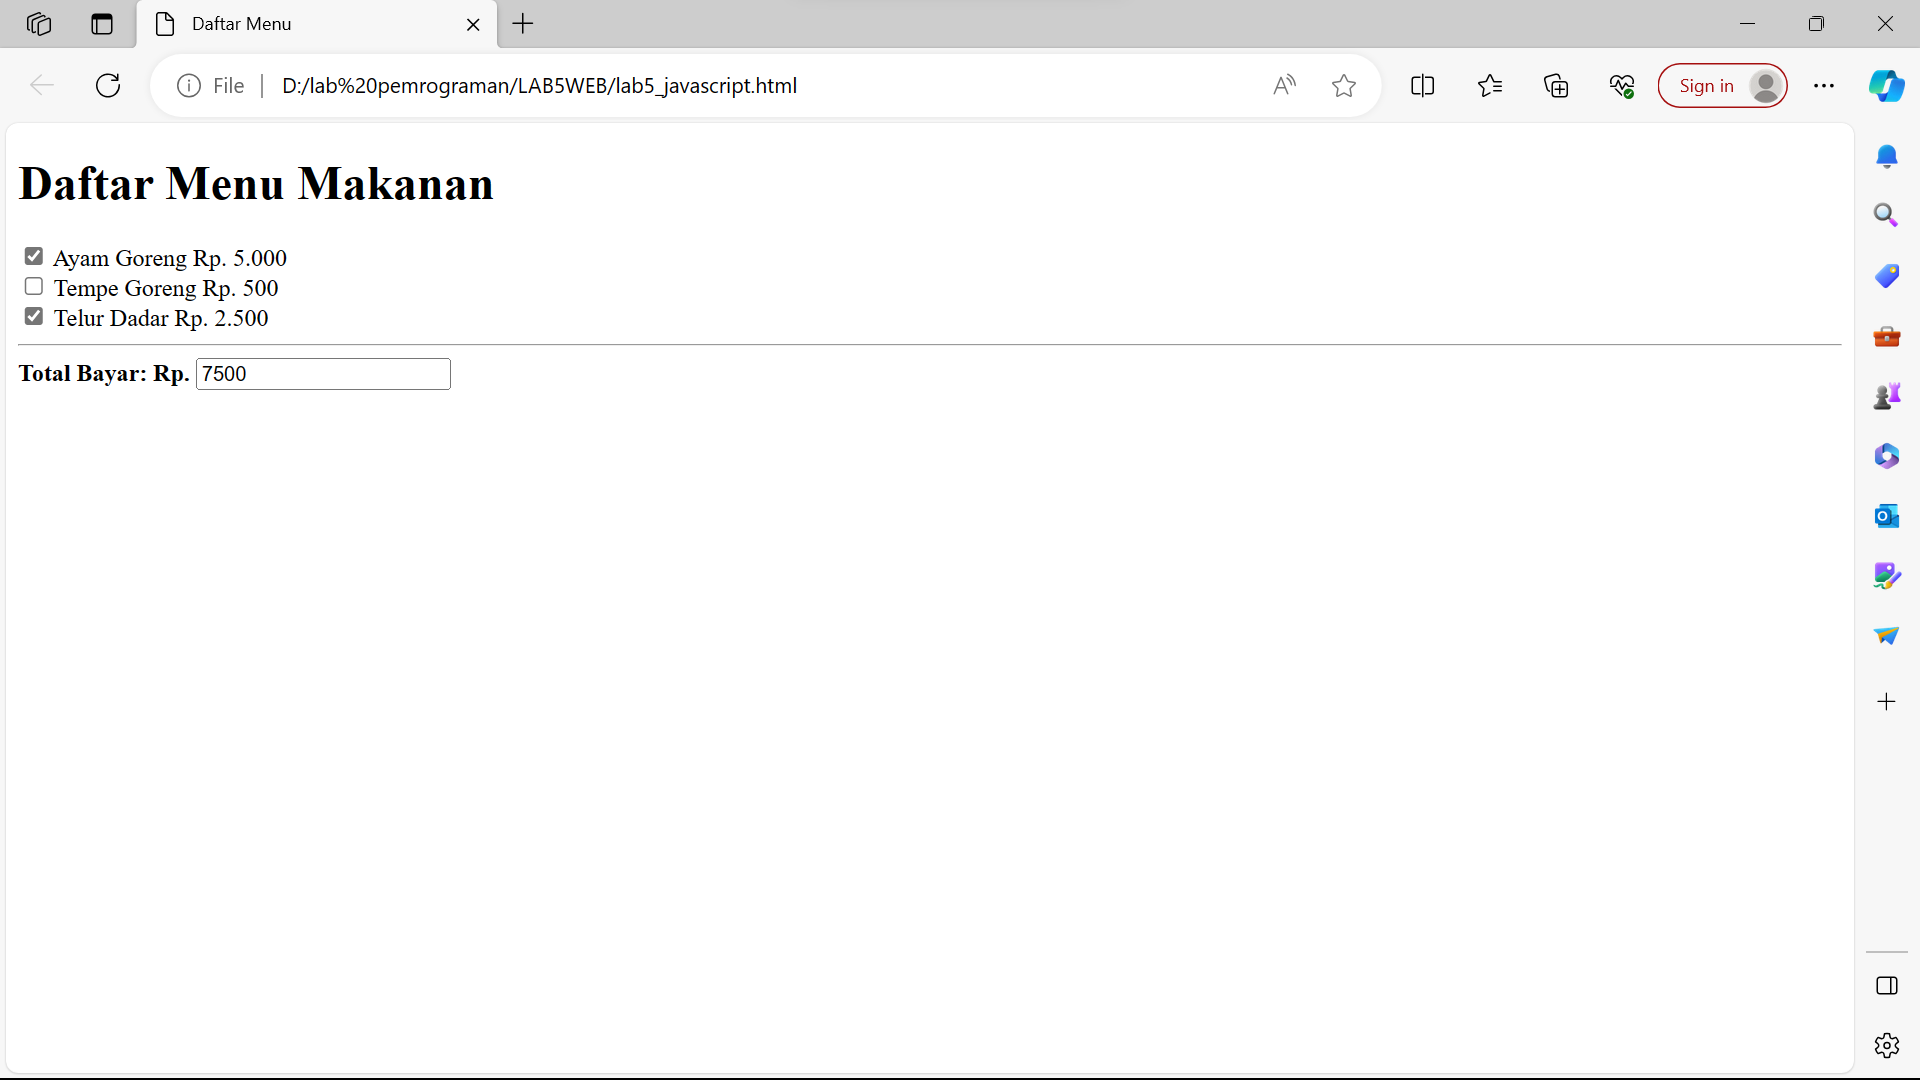 Daftar Menu
File
D:/lab%20pemrograman/LAB5WEB/lab5_javascript.html
Sign in
Daftar Menu Makanan
Ayam Goreng Rp. 5.000
Tempe Goreng Rp. 500
Telur Dadar Rp. 2.500
Total Bayar: Rp. 7500